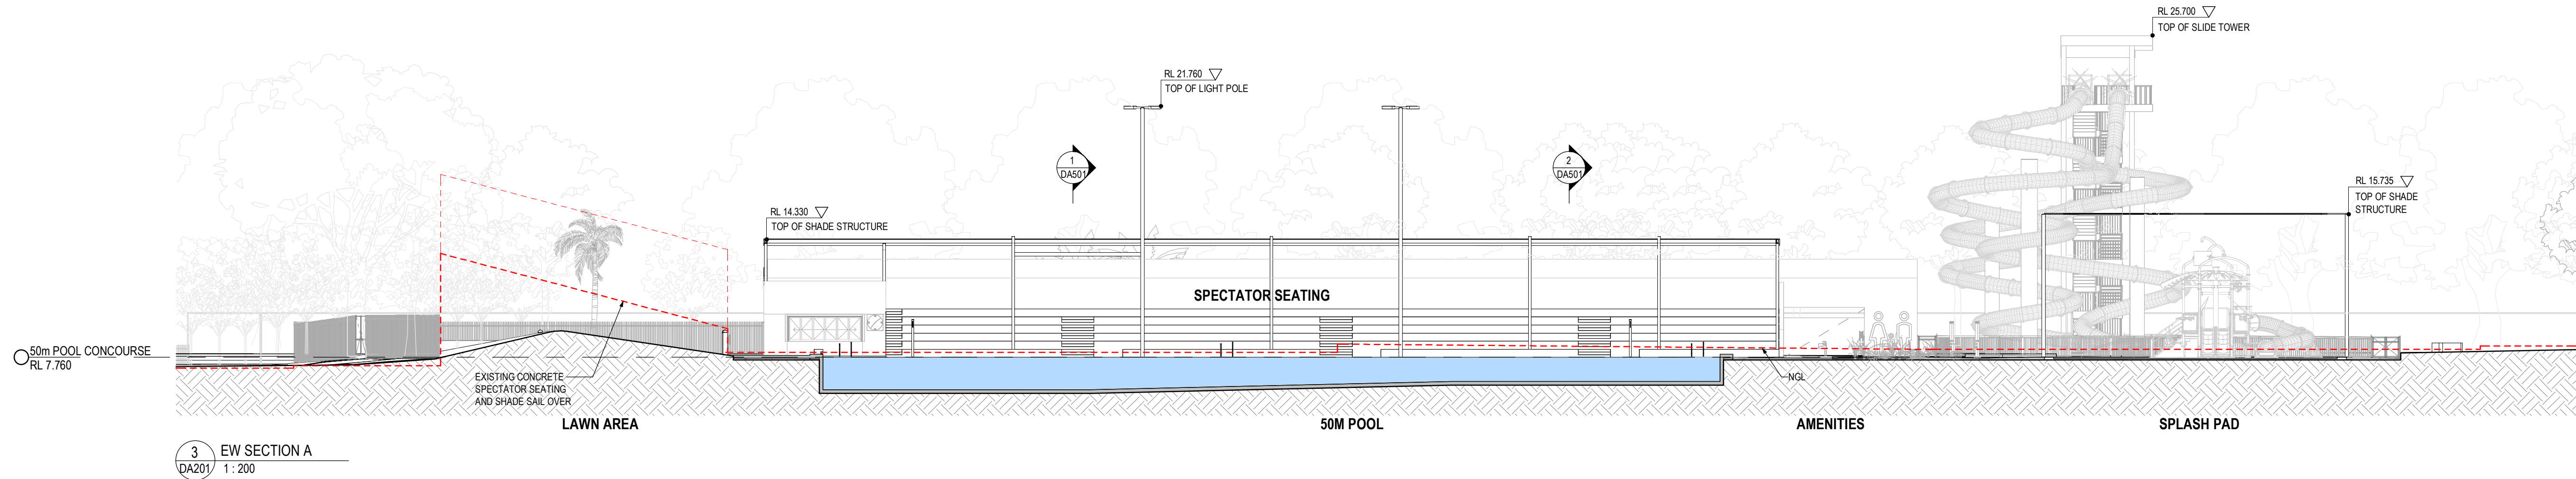 RL 25.700
TOP OF SLIDE TOWER
RL 21.760
TOP OF LIGHT POLE
1
DA501
2
DA501
RL 15.735
TOP OF SHADE
STRUCTURE
RL 14.330
TOP OF SHADE STRUCTURE
SPECTATOR SEATING
50m POOL CONCOURSE
RL 7.760
EXISTING CONCRETE
SPECTATOR SEATING
AND SHADE SAIL OVER
NGL
LAWN AREA
50M POOL
AMENITIES
SPLASH PAD
3
DA201
EW SECTION A
1 : 200